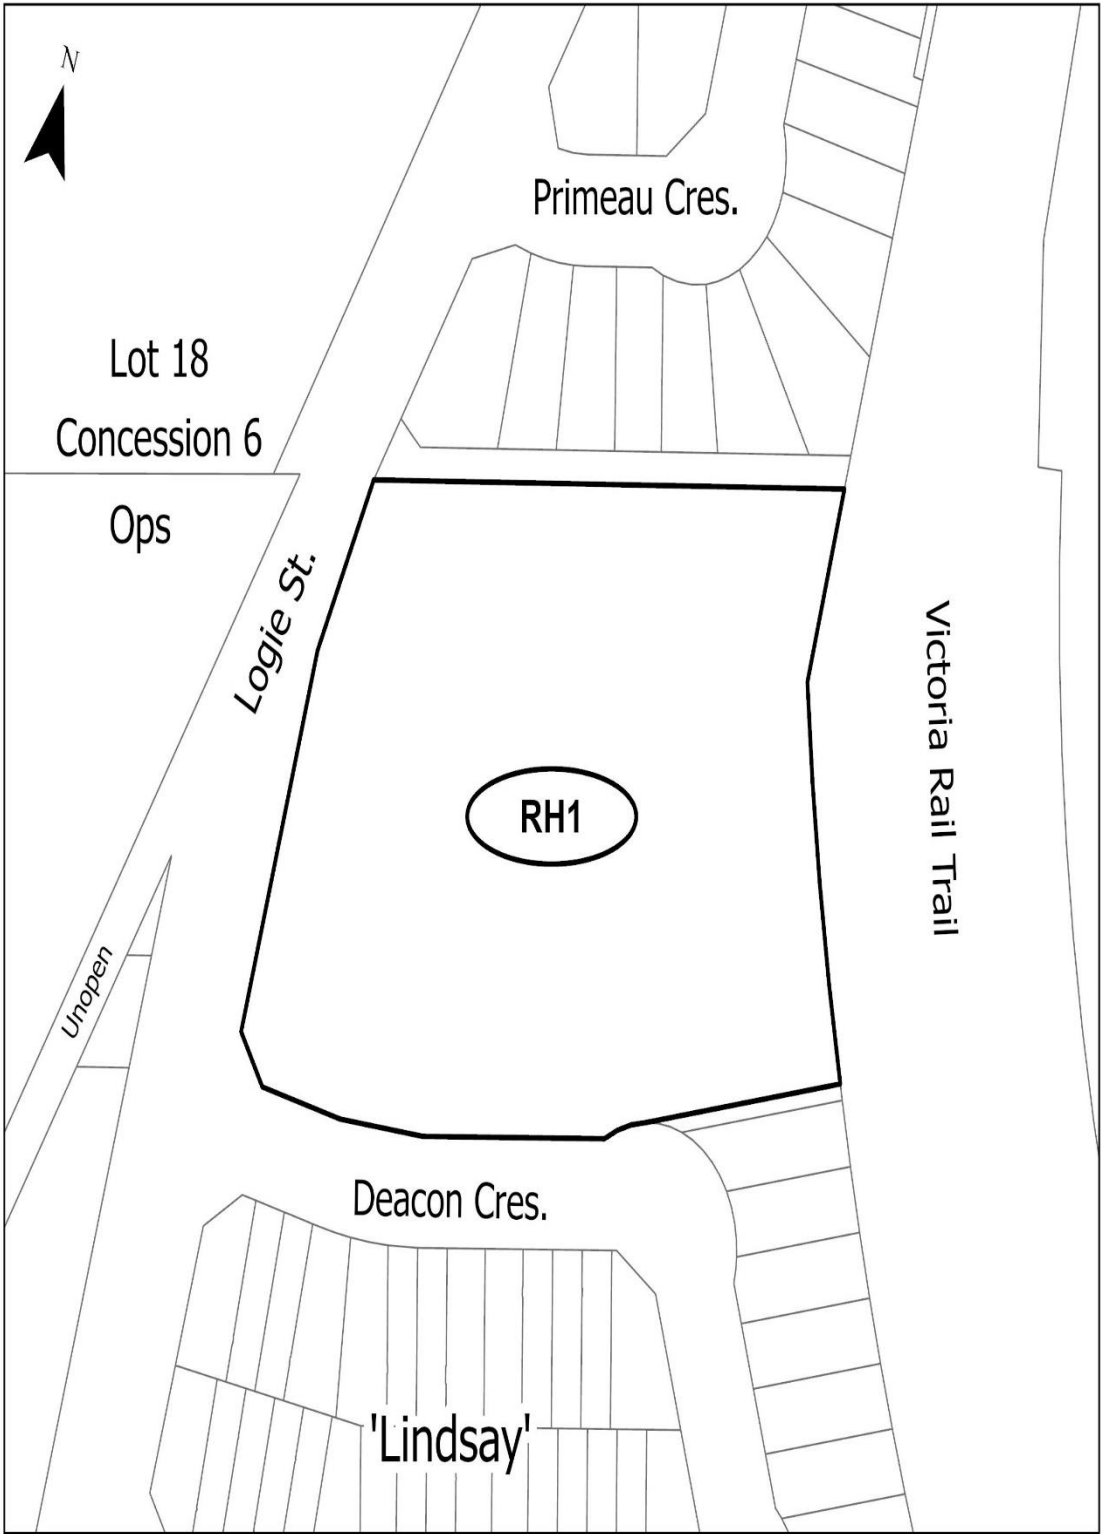 N
Primeau Cres.
Lot 18
Concession 6
Ops
Logie St.
Victoria Rail Trail
RH1
Unopen
Deacon Cres.
'Lindsay'